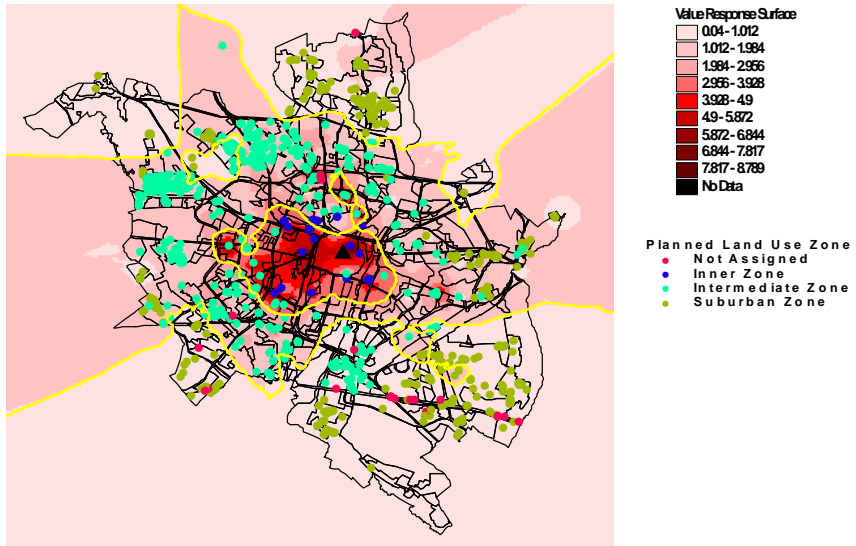 Value Response Surface
0.04 - 1.012
1.012 - 1.984
1.984 - 2.956
2.956 - 3.928
3.928 - 4.9
4.9 - 5.872
5.872 - 6.844
6.844 - 7.817
7.817 - 8.789
No Data
Planned Land Use Zone
Not Assigned
Inner Zone
Intermediate Zone
Suburban Zone